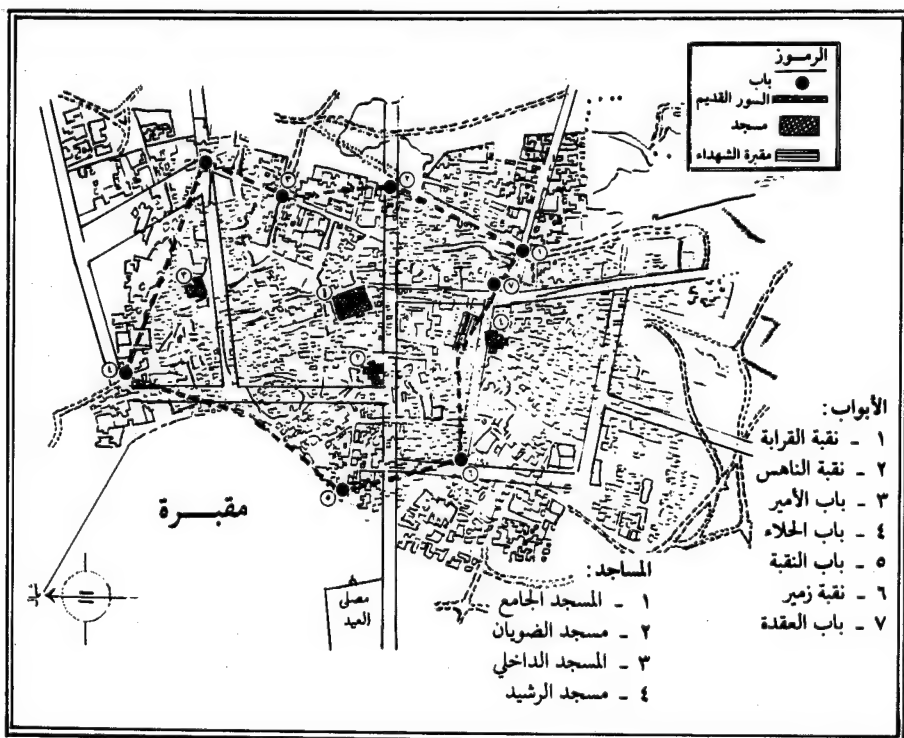 الرمــوز
باب
السور القديم
مسجد
مقبرة الشهداء
الأبواب:
١ - نقبة القرابة
٢ - نقبة الناهس
٣ - باب الأمير
٤ - باب الحلاء
٥ - باب النقبة
٦ - نقبة زمير
٧ - باب العقدة
مقبــرة
مصلى
العيد
المساجد:
١ - المسجد الجامع
٢ - مسجد الضويان
٣ - المسجد الداخلي
٤ - مسجد الرشيد